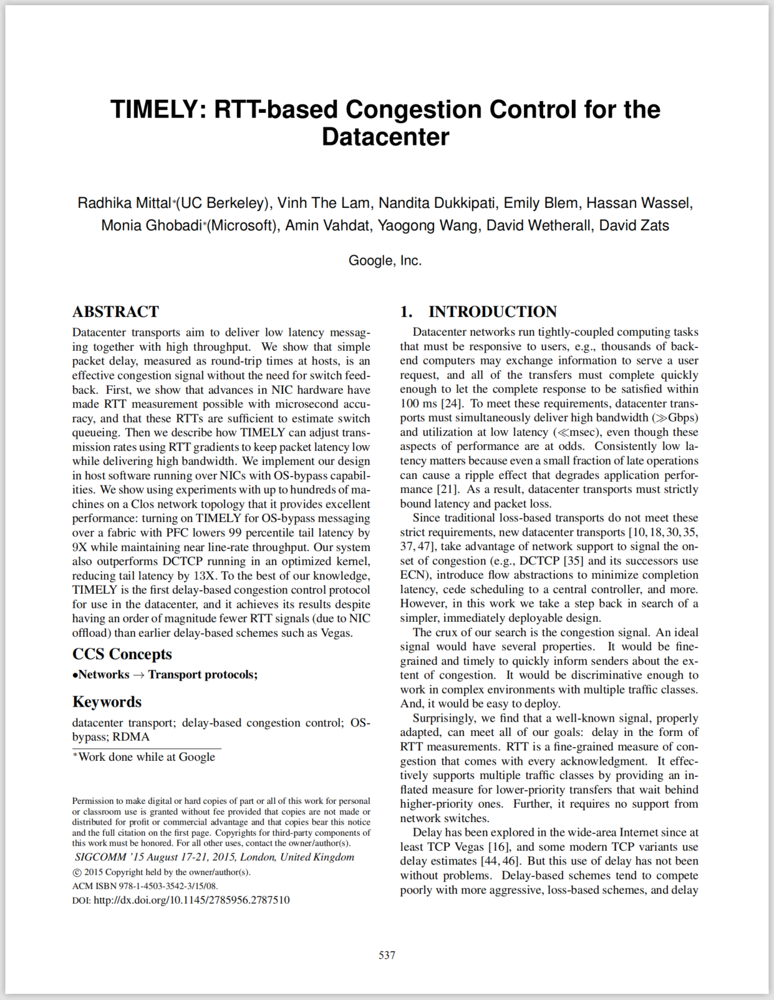 TIMELY: RTT-based Congestion Control for the
Datacenter
Radhika Mittal*(UC Berkeley), Vinh The Lam, Nandita Dukkipati, Emily Blem, Hassan Wassel,
Monia Ghobadi*(Microsoft), Amin Vahdat, Yaogong Wang, David Wetherall, David Zats
Google, Inc.
ABSTRACT
Datacenter transports aim to deliver low latency messag-
ing together with high throughput. We show that simple
packet delay, measured as round-trip times at hosts, is an
effective congestion signal without the need for switch feed-
back. First, we show that advances in NIC hardware have
made RTT measurement possible with microsecond accu-
racy, and that these RTTs are sufficient to estimate switch
queueing. Then we describe how TIMELY can adjust trans-
mission rates using RTT gradients to keep packet latency low
while delivering high bandwidth. We implement our design
in host software running over NICs with OS-bypass capabil-
ities. We show using experiments with up to hundreds of ma-
chines on a Clos network topology that it provides excellent
performance: turning on TIMELY for OS-bypass messaging
over a fabric with PFC lowers 99 percentile tail latency by
9X while maintaining near line-rate throughput. Our system
also outperforms DCTCP running in an optimized kernel,
reducing tail latency by 13X. To the best of our knowledge,
TIMELY is the first delay-based congestion control protocol
for use in the datacenter, and it achieves its results despite
having an order of magnitude fewer RTT signals (due to NIC
offload) than earlier delay-based schemes such as Vegas.
CCS Concepts
•Networks → Transport protocols;
Keywords
datacenter transport; delay-based congestion control; OS-
bypass; RDMA
*Work done while at Google
Permission to make digital or hard copies of part or all of this work for personal
or classroom use is granted without fee provided that copies are not made or
distributed for profit or commercial advantage and that copies bear this notice
and the full citation on the first page. Copyrights for third-party components of
this work must be honored. For all other uses, contact the owner/author(s).
SIGCOMM ’15 August 17-21, 2015, London, United Kingdom
© 2015 Copyright held by the owner/author(s).
ACM ISBN 978-1-4503-3542-3/15/08.
DOI: http://dx.doi.org/10.1145/2785956.2787510
1. INTRODUCTION
Datacenter networks run tightly-coupled computing tasks
that must be responsive to users, e.g., thousands of back-
end computers may exchange information to serve a user
request, and all of the transfers must complete quickly
enough to let the complete response to be satisfied within
100 ms [24]. To meet these requirements, datacenter trans-
ports must simultaneously deliver high bandwidth (≫Gbps)
and utilization at low latency (≪msec), even though these
aspects of performance are at odds. Consistently low la-
tency matters because even a small fraction of late operations
can cause a ripple effect that degrades application perfor-
mance [21]. As a result, datacenter transports must strictly
bound latency and packet loss.
Since traditional loss-based transports do not meet these
strict requirements, new datacenter transports [10, 18, 30, 35,
37, 47], take advantage of network support to signal the on-
set of congestion (e.g., DCTCP [35] and its successors use
ECN), introduce flow abstractions to minimize completion
latency, cede scheduling to a central controller, and more.
However, in this work we take a step back in search of a
simpler, immediately deployable design.
The crux of our search is the congestion signal. An ideal
signal would have several properties. It would be fine-
grained and timely to quickly inform senders about the ex-
tent of congestion. It would be discriminative enough to
work in complex environments with multiple traffic classes.
And, it would be easy to deploy.
Surprisingly, we find that a well-known signal, properly
adapted, can meet all of our goals: delay in the form of
RTT measurements. RTT is a fine-grained measure of con-
gestion that comes with every acknowledgment. It effec-
tively supports multiple traffic classes by providing an in-
flated measure for lower-priority transfers that wait behind
higher-priority ones. Further, it requires no support from
network switches.
Delay has been explored in the wide-area Internet since at
least TCP Vegas [16], and some modern TCP variants use
delay estimates [44, 46]. But this use of delay has not been
without problems. Delay-based schemes tend to compete
poorly with more aggressive, loss-based schemes, and delay
537